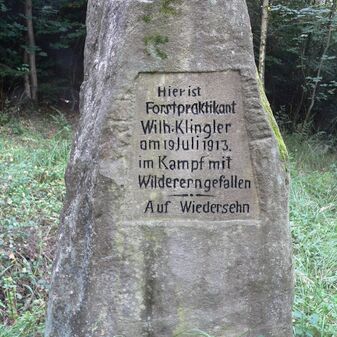 Hier ist
Forstpraktikant
Wilh. Klingler
am 19 Juli 1913.
im Kampf mit
Wilderern gefallen
Auf Wiedersehn